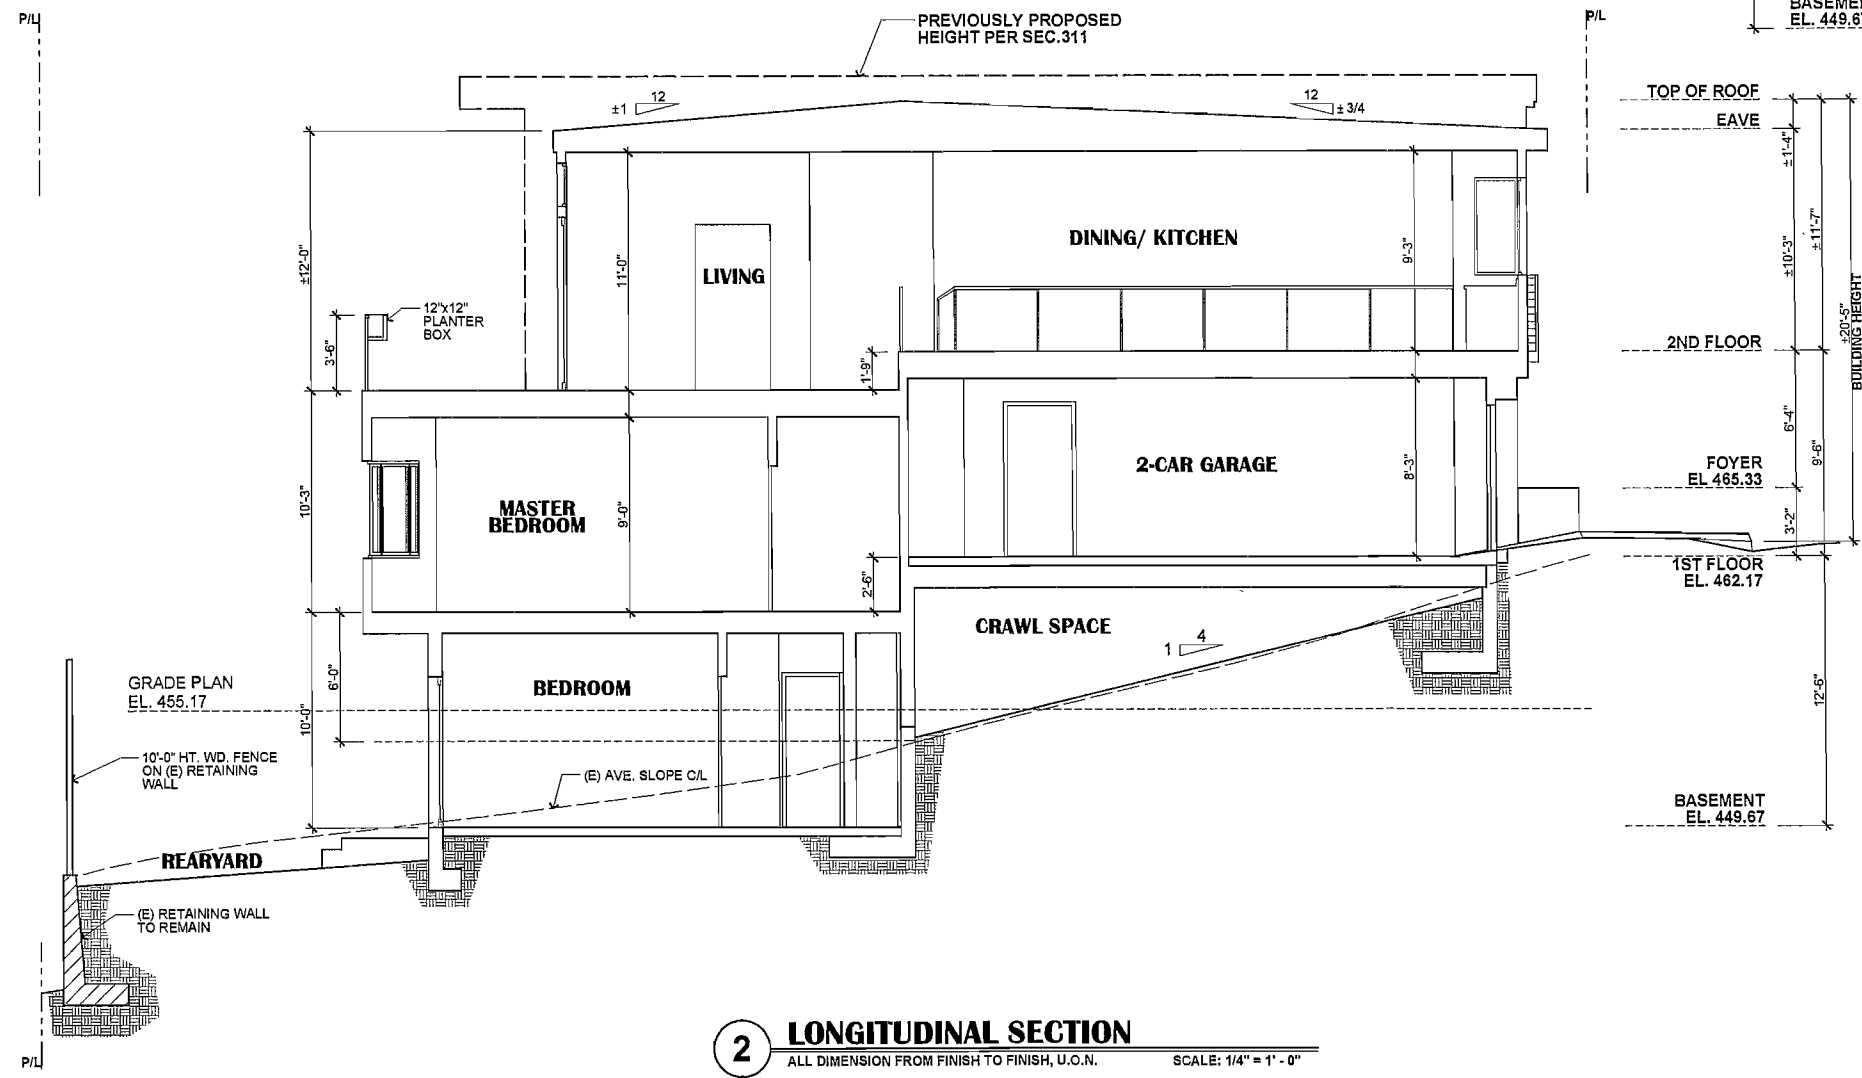 P/L
PREVIOUSLY PROPOSED
HEIGHT PER SEC.311
P/L
BASEMENT
EL. 449.67
12
±1
12
± 3/4
TOP OF ROOF
EAVE
±1'-4"
±12'-0"
11'-0"
9'-3"
±10'-3"
±11'-7"
±20'-5"
BUILDING HEIGHT
DINING/ KITCHEN
LIVING
12"x12"
PLANTER
BOX
3'-6"
1'-9"
2ND FLOOR
6'-4"
9'-6"
2-CAR GARAGE
8'-3"
FOYER
EL 465.33
3'-2"
10'-3"
MASTER
BEDROOM
9'-0"
2'-6"
1ST FLOOR
EL. 462.17
CRAWL SPACE
1
4
6'-0"
BEDROOM
GRADE PLAN
EL. 455.17
10'-0"
12'-6"
10'-0" HT. WD. FENCE
ON (E) RETAINING
WALL
(E) AVE. SLOPE C/L
BASEMENT
EL. 449.67
REARYARD
(E) RETAINING WALL
TO REMAIN
P/L
2
LONGITUDINAL SECTION
ALL DIMENSION FROM FINISH TO FINISH, U.O.N.
SCALE: 1/4" = 1' - 0"